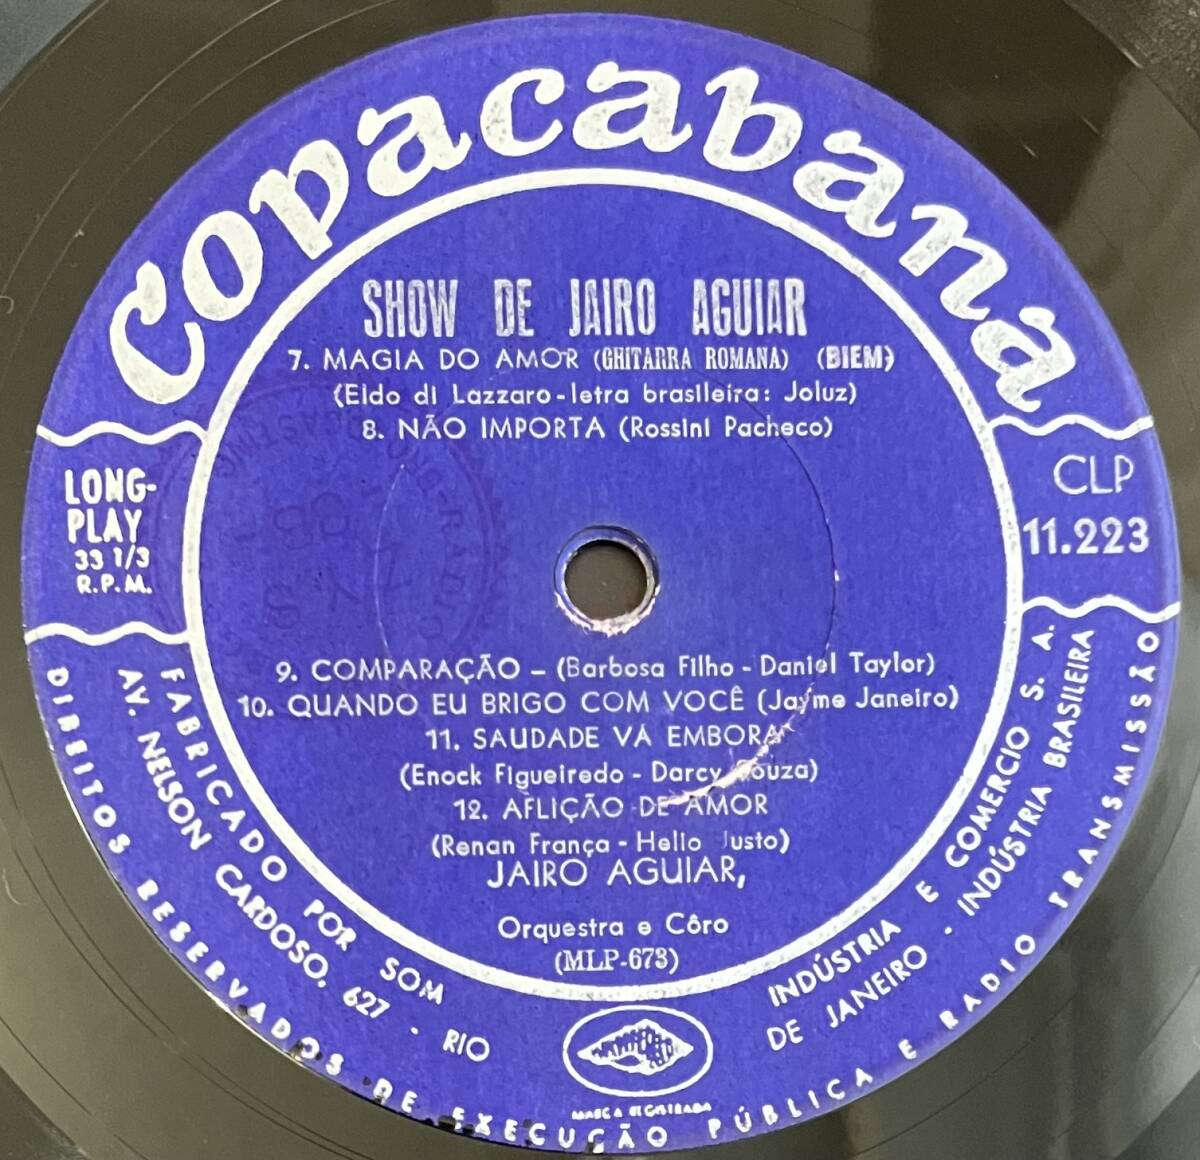 Copacabana
SHOW DE JAIRO AGUIAR
7. MAGIA DO AMOR (GHITARRA ROMANA) (BIEM)
(Eldo di Lazzaro - letra brasileira: Joluz)
8. NÃO IMPORTA (Rossini Pacheco)
LONG-
PLAY
33 1/3
R.P.M.
CLP
11.223
9. COMPARAÇÃO - (Barbosa Filho - Daniel Taylor)
10. QUANDO EU BRIGO COM VOCÊ (Jayme Janeiro)
11. SAUDADE VÁ EMBORA
(Enock Figueiredo - Darcy Souza)
12. AFLIÇÃO DE AMOR
(Renan França - Helio Justo)
JAIRO AGUIAR,
Orquestra e Côro
(MLP-673)
FABRICADO POR SOM INDÚSTRIA E COMERCIO S. A.
AV. NELSON CARDOSO, 627 - RIO DE JANEIRO - INDÚSTRIA BRASILEIRA
MARCA REGISTRADA
DIREITOS RESERVADOS DE EXECUÇÃO PÚBLICA E RADIO TRANSMISSÃO